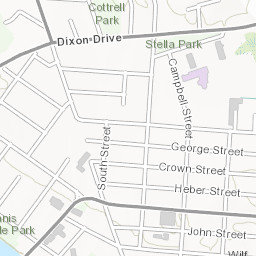 Cottrell
Park
Dixon Drive
Stella Park
Campbell Street
South Street
George Street
Crown Street
Heber Street
Park
John Street